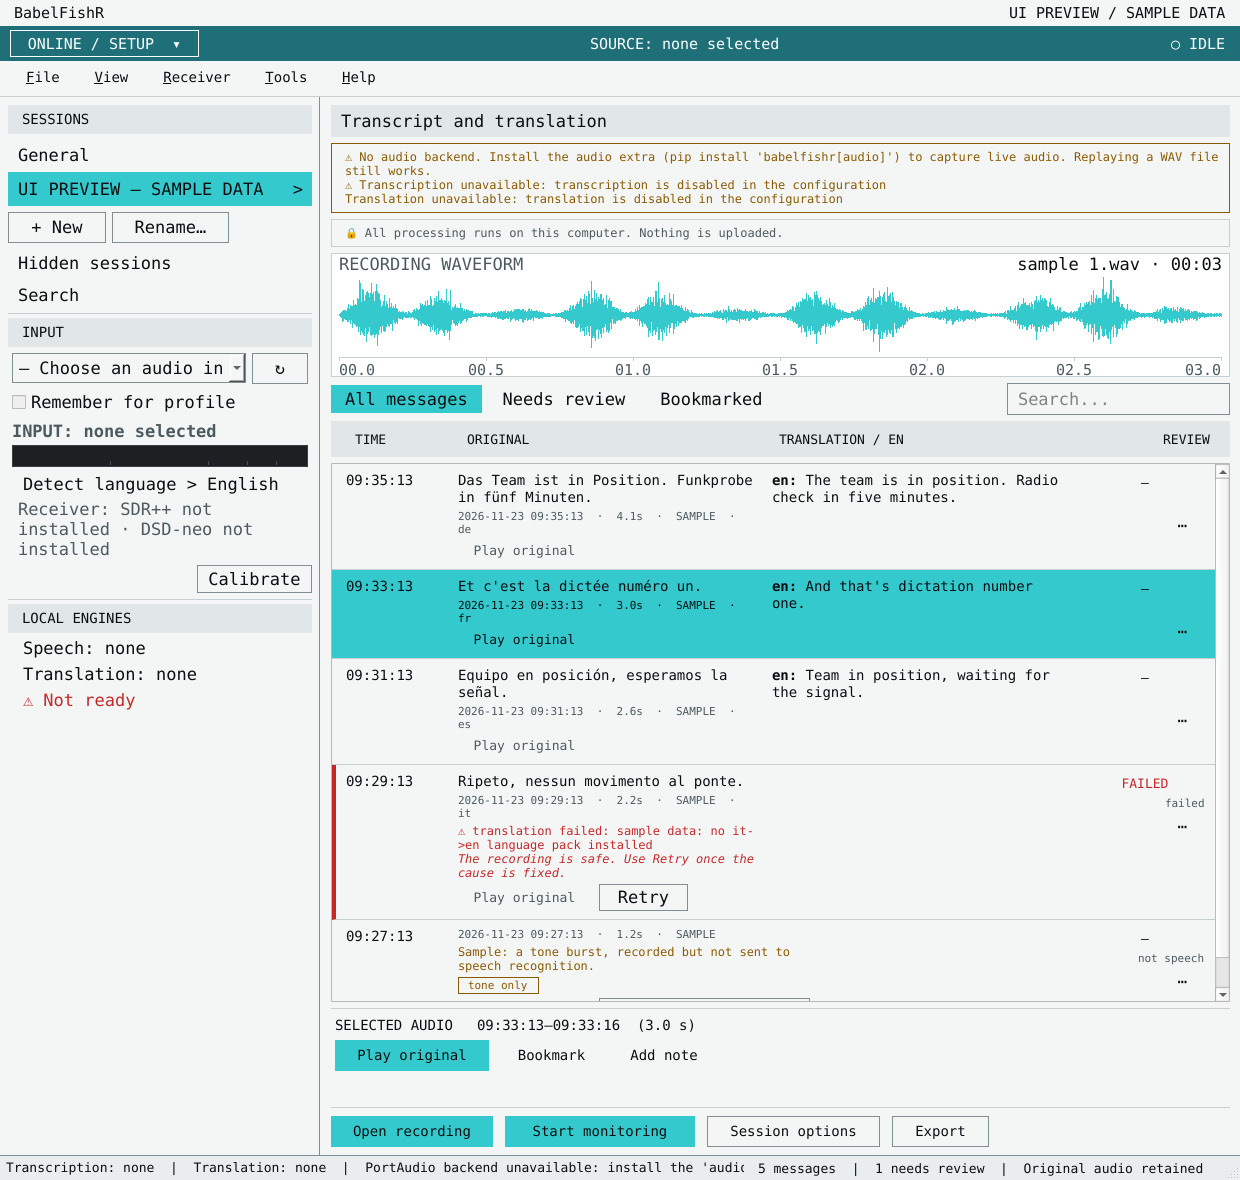 BabelFishR
UI PREVIEW / SAMPLE DATA
ONLINE / SETUP ▾
SOURCE: none selected
○ IDLE
File View Receiver Tools Help
SESSIONS
General
UI PREVIEW — SAMPLE DATA >
+ New Rename…
Hidden sessions
Search
INPUT
— Choose an audio in
↻
Remember for profile
INPUT: none selected
Detect language > English
Receiver: SDR++ not
installed · DSD-neo not
installed
Calibrate
LOCAL ENGINES
Speech: none
Translation: none
⚠ Not ready
Transcript and translation
⚠ No audio backend. Install the audio extra (pip install 'babelfishr[audio]') to capture live audio. Replaying a WAV file
still works.
⚠ Transcription unavailable: transcription is disabled in the configuration
Translation unavailable: translation is disabled in the configuration
🔒 All processing runs on this computer. Nothing is uploaded.
RECORDING WAVEFORM
sample 1.wav · 00:03
00.0 00.5 01.0 01.5 02.0 02.5 03.0
All messages Needs review Bookmarked
Search...
TIME ORIGINAL TRANSLATION / EN REVIEW
09:35:13
Das Team ist in Position. Funkprobe
in fünf Minuten.
2026-11-23 09:35:13 · 4.1s · SAMPLE ·
de
Play original
en: The team is in position. Radio
check in five minutes.
—
…
09:33:13
Et c'est la dictée numéro un.
2026-11-23 09:33:13 · 3.0s · SAMPLE ·
fr
Play original
en: And that's dictation number
one.
—
…
09:31:13
Equipo en posición, esperamos la
señal.
2026-11-23 09:31:13 · 2.6s · SAMPLE ·
es
Play original
en: Team in position, waiting for
the signal.
—
…
09:29:13
Ripeto, nessun movimento al ponte.
2026-11-23 09:29:13 · 2.2s · SAMPLE ·
it
⚠ translation failed: sample data: no it-
>en language pack installed
The recording is safe. Use Retry once the
cause is fixed.
Play original Retry
FAILED
failed
…
09:27:13
2026-11-23 09:27:13 · 1.2s · SAMPLE
Sample: a tone burst, recorded but not sent to
speech recognition.
tone only
—
not speech
…
SELECTED AUDIO 09:33:13–09:33:16 (3.0 s)
Play original Bookmark Add note
Open recording Start monitoring Session options Export
Transcription: none | Translation: none | PortAudio backend unavailable: install the 'audio
5 messages | 1 needs review | Original audio retained